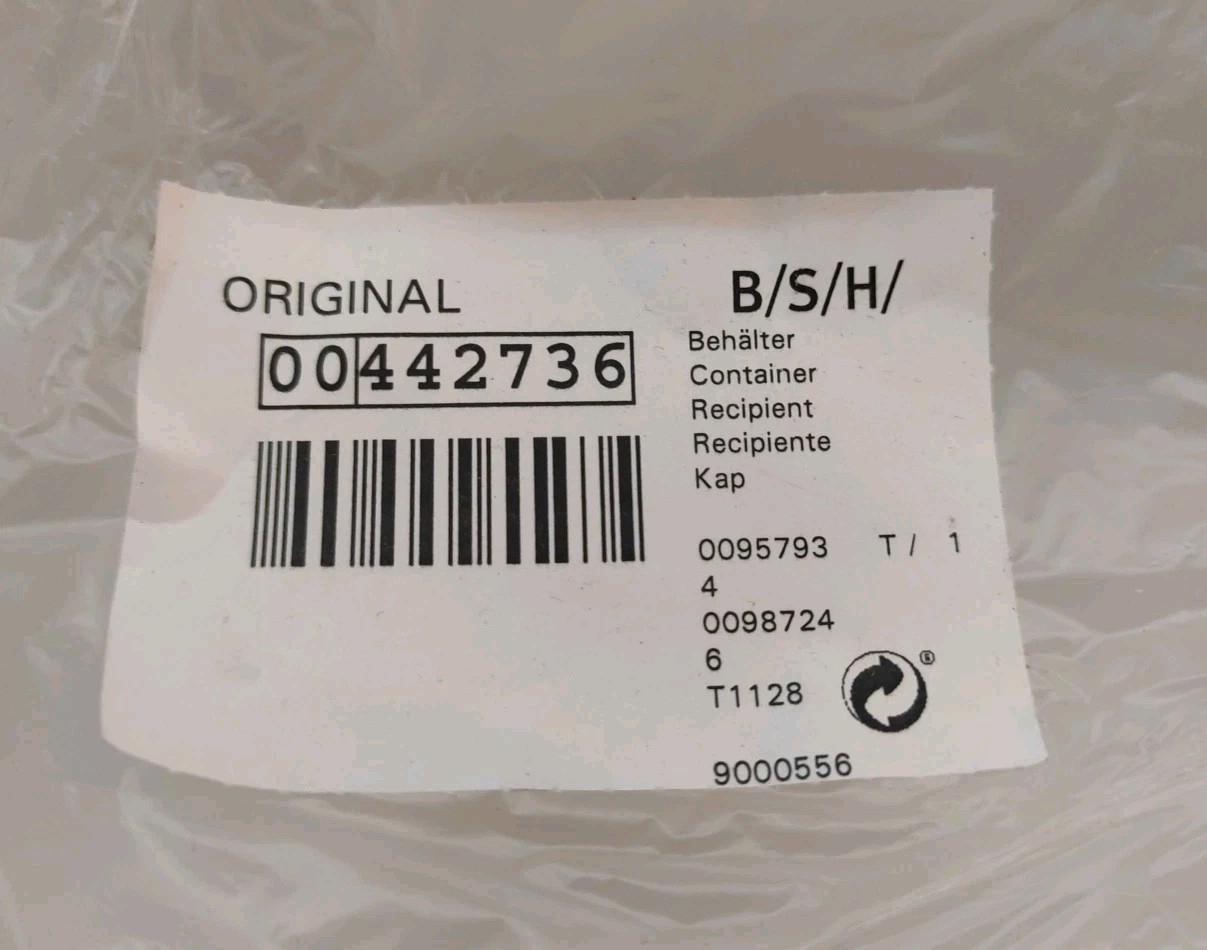 ORIGINAL
00442736
B/S/H/
Behälter
Container
Recipient
Recipiente
Kap
0095793 T/ 1
4
0098724
6
T1128
9000556